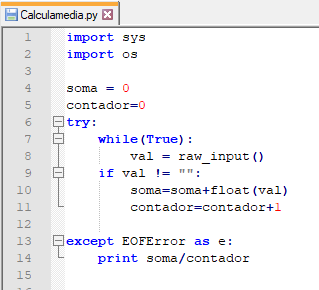 Calculamedia.py
1 import sys
2 import os
3
4 soma = 0
5 contador=0
6 try:
7     while(True):
8         val = raw_input()
9     if val != "":
10         soma=soma+float(val)
11         contador=contador+1
12
13 except EOFError as e:
14     print soma/contador
15